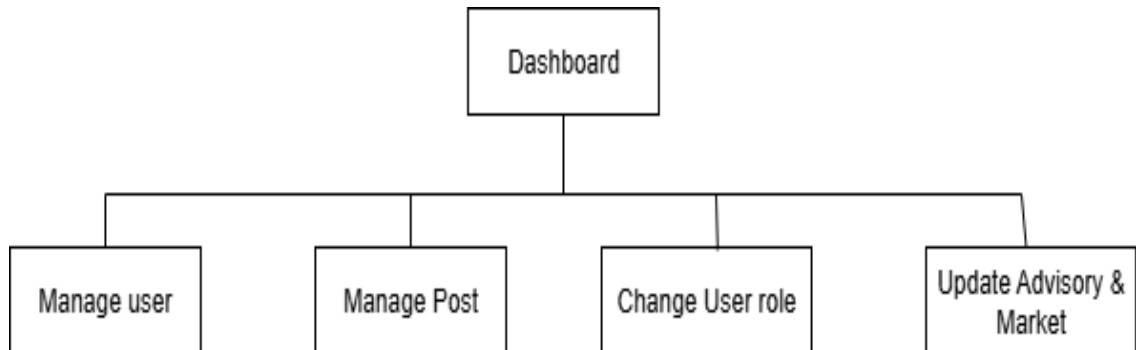 Dashboard
Manage user
Manage Post
Change User role
Update Advisory &
Market